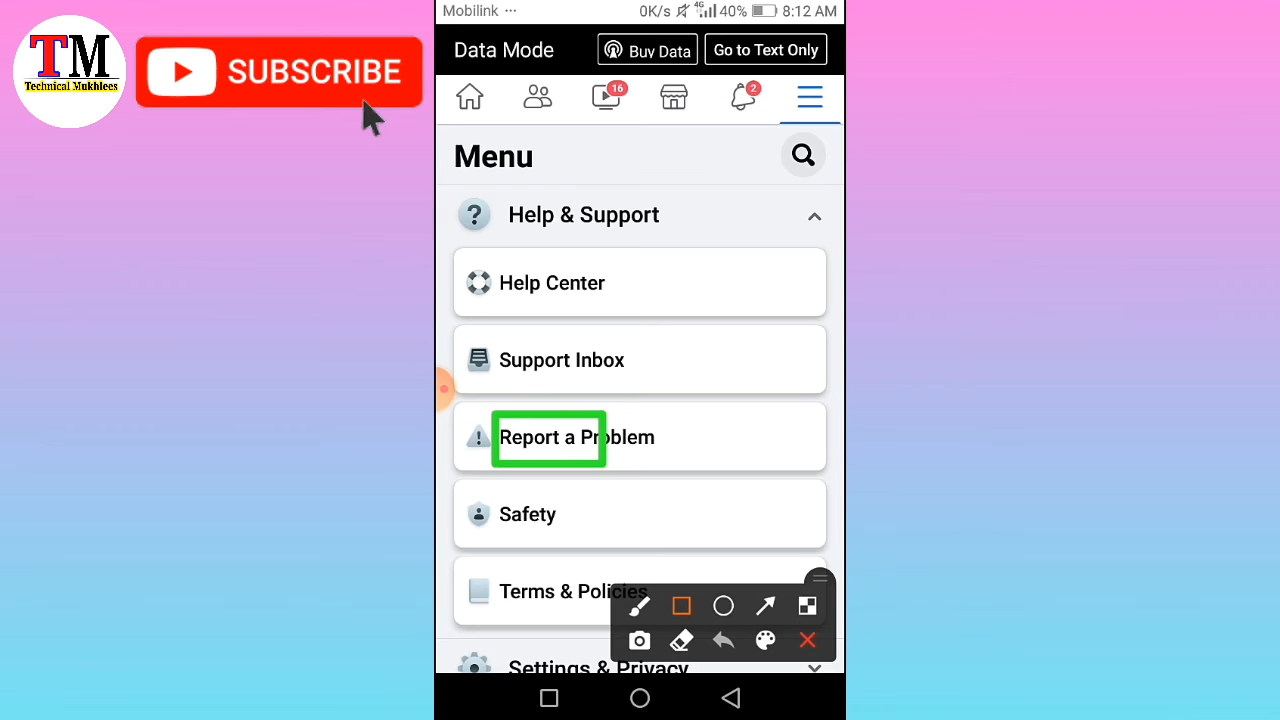 TM
Technical Mukhlees
SUBSCRIBE
Mobilink ··· 0K/s 4G 40% 8:12 AM
Data Mode Buy Data Go to Text Only
16 2
Menu
? Help & Support
Help Center
Support Inbox
! Report a Problem
Safety
Terms & Policies
Settings & Privacy